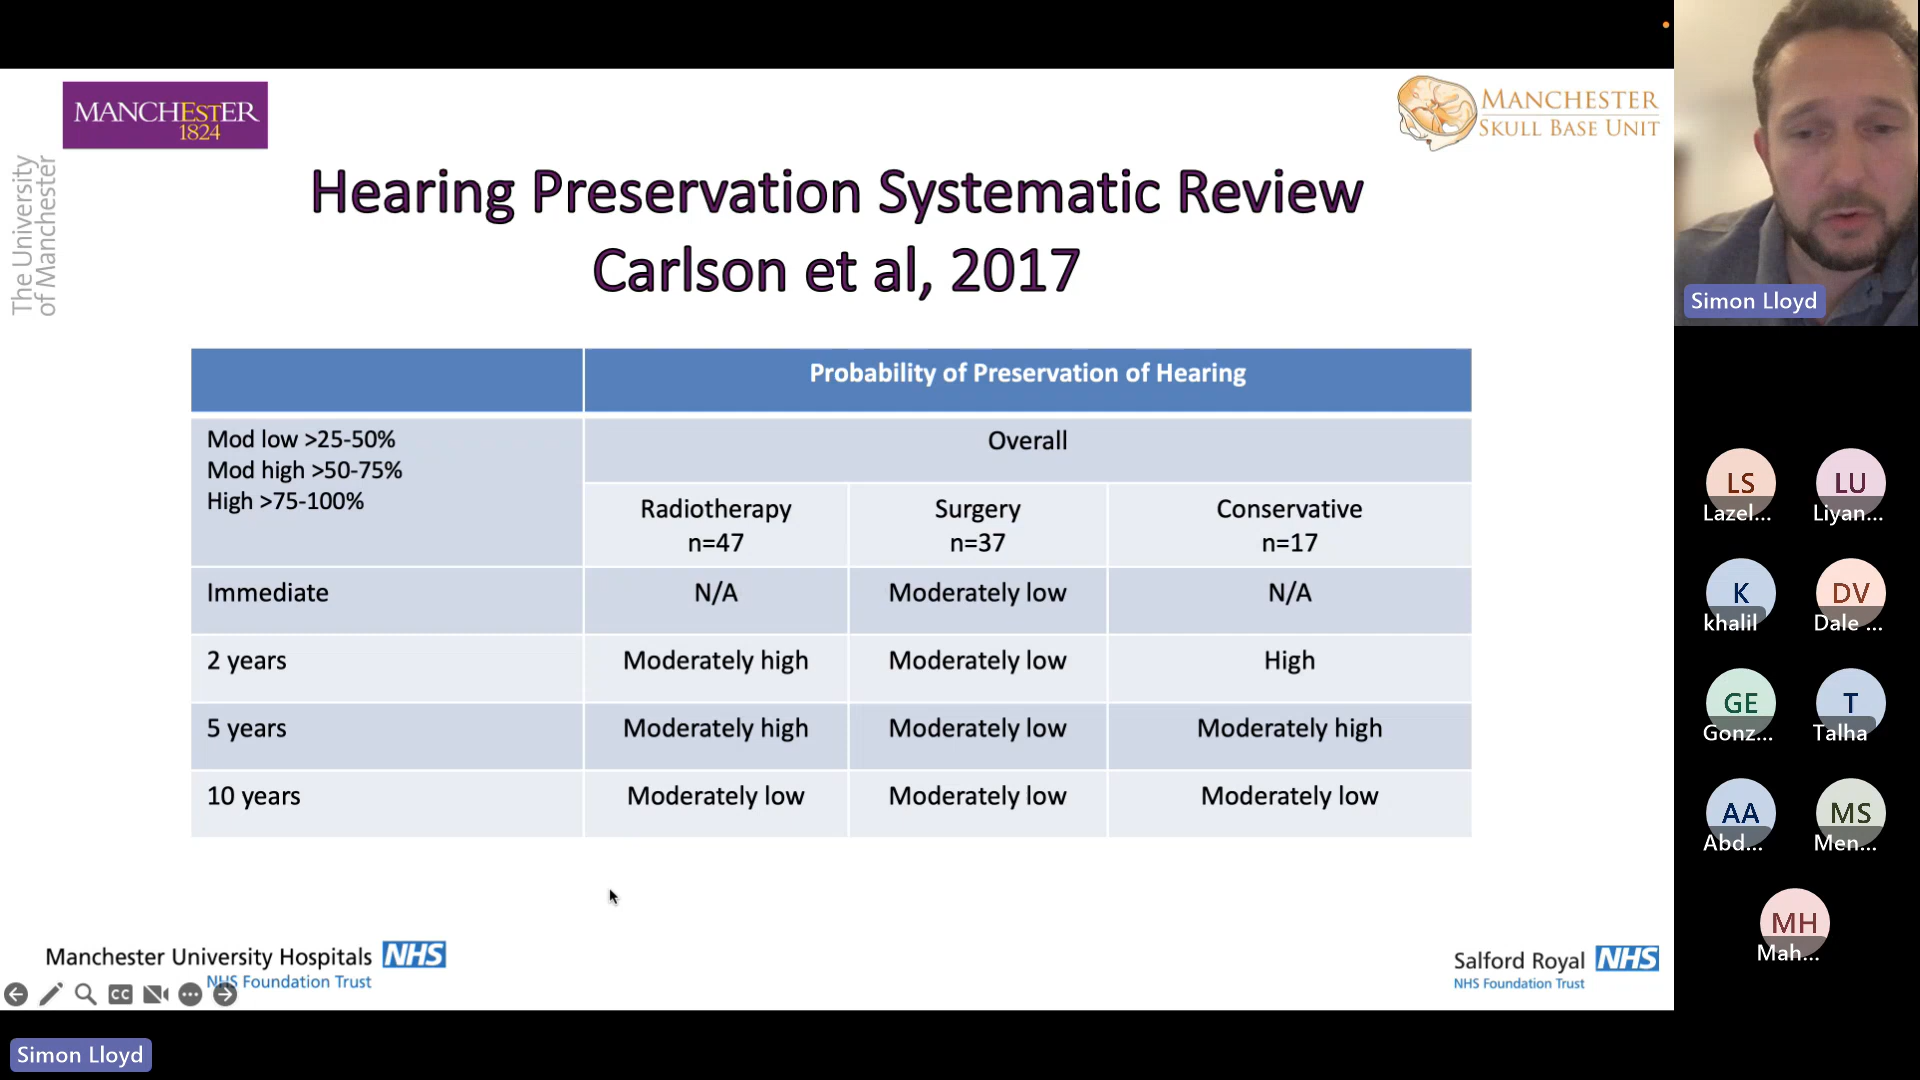 MANCHESTER
1824
The University
of Manchester
MANCHESTER
SKULL BASE UNIT
Hearing Preservation Systematic Review
Carlson et al, 2017
Probability of Preservation of Hearing
Mod low >25-50%
Mod high >50-75%
High >75-100%
Overall
Radiotherapy
n=47
Surgery
n=37
Conservative
n=17
Immediate
N/A
Moderately low
N/A
2 years
Moderately high
Moderately low
High
5 years
Moderately high
Moderately low
Moderately high
10 years
Moderately low
Moderately low
Moderately low
Manchester University Hospitals NHS
NHS Foundation Trust
Salford Royal NHS
NHS Foundation Trust
CC
Simon Lloyd
Simon Lloyd
LS
Lazel...
LU
Liyan...
K
khalil
DV
Dale ...
GE
Gonz...
T
Talha
AA
Abd...
MS
Men...
MH
Mah...